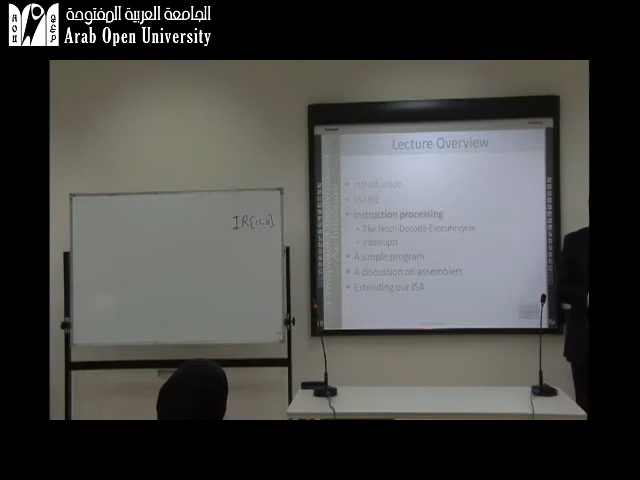 الجامعة العربية المفتوحة
Arab Open University
Lecture Overview
Introduction
MARIE
Instruction processing
The Fetch-Decode-Execute cycle
Interrupts
A simple program
A discussion on assemblers
Extending our ISA
IR[11-0]